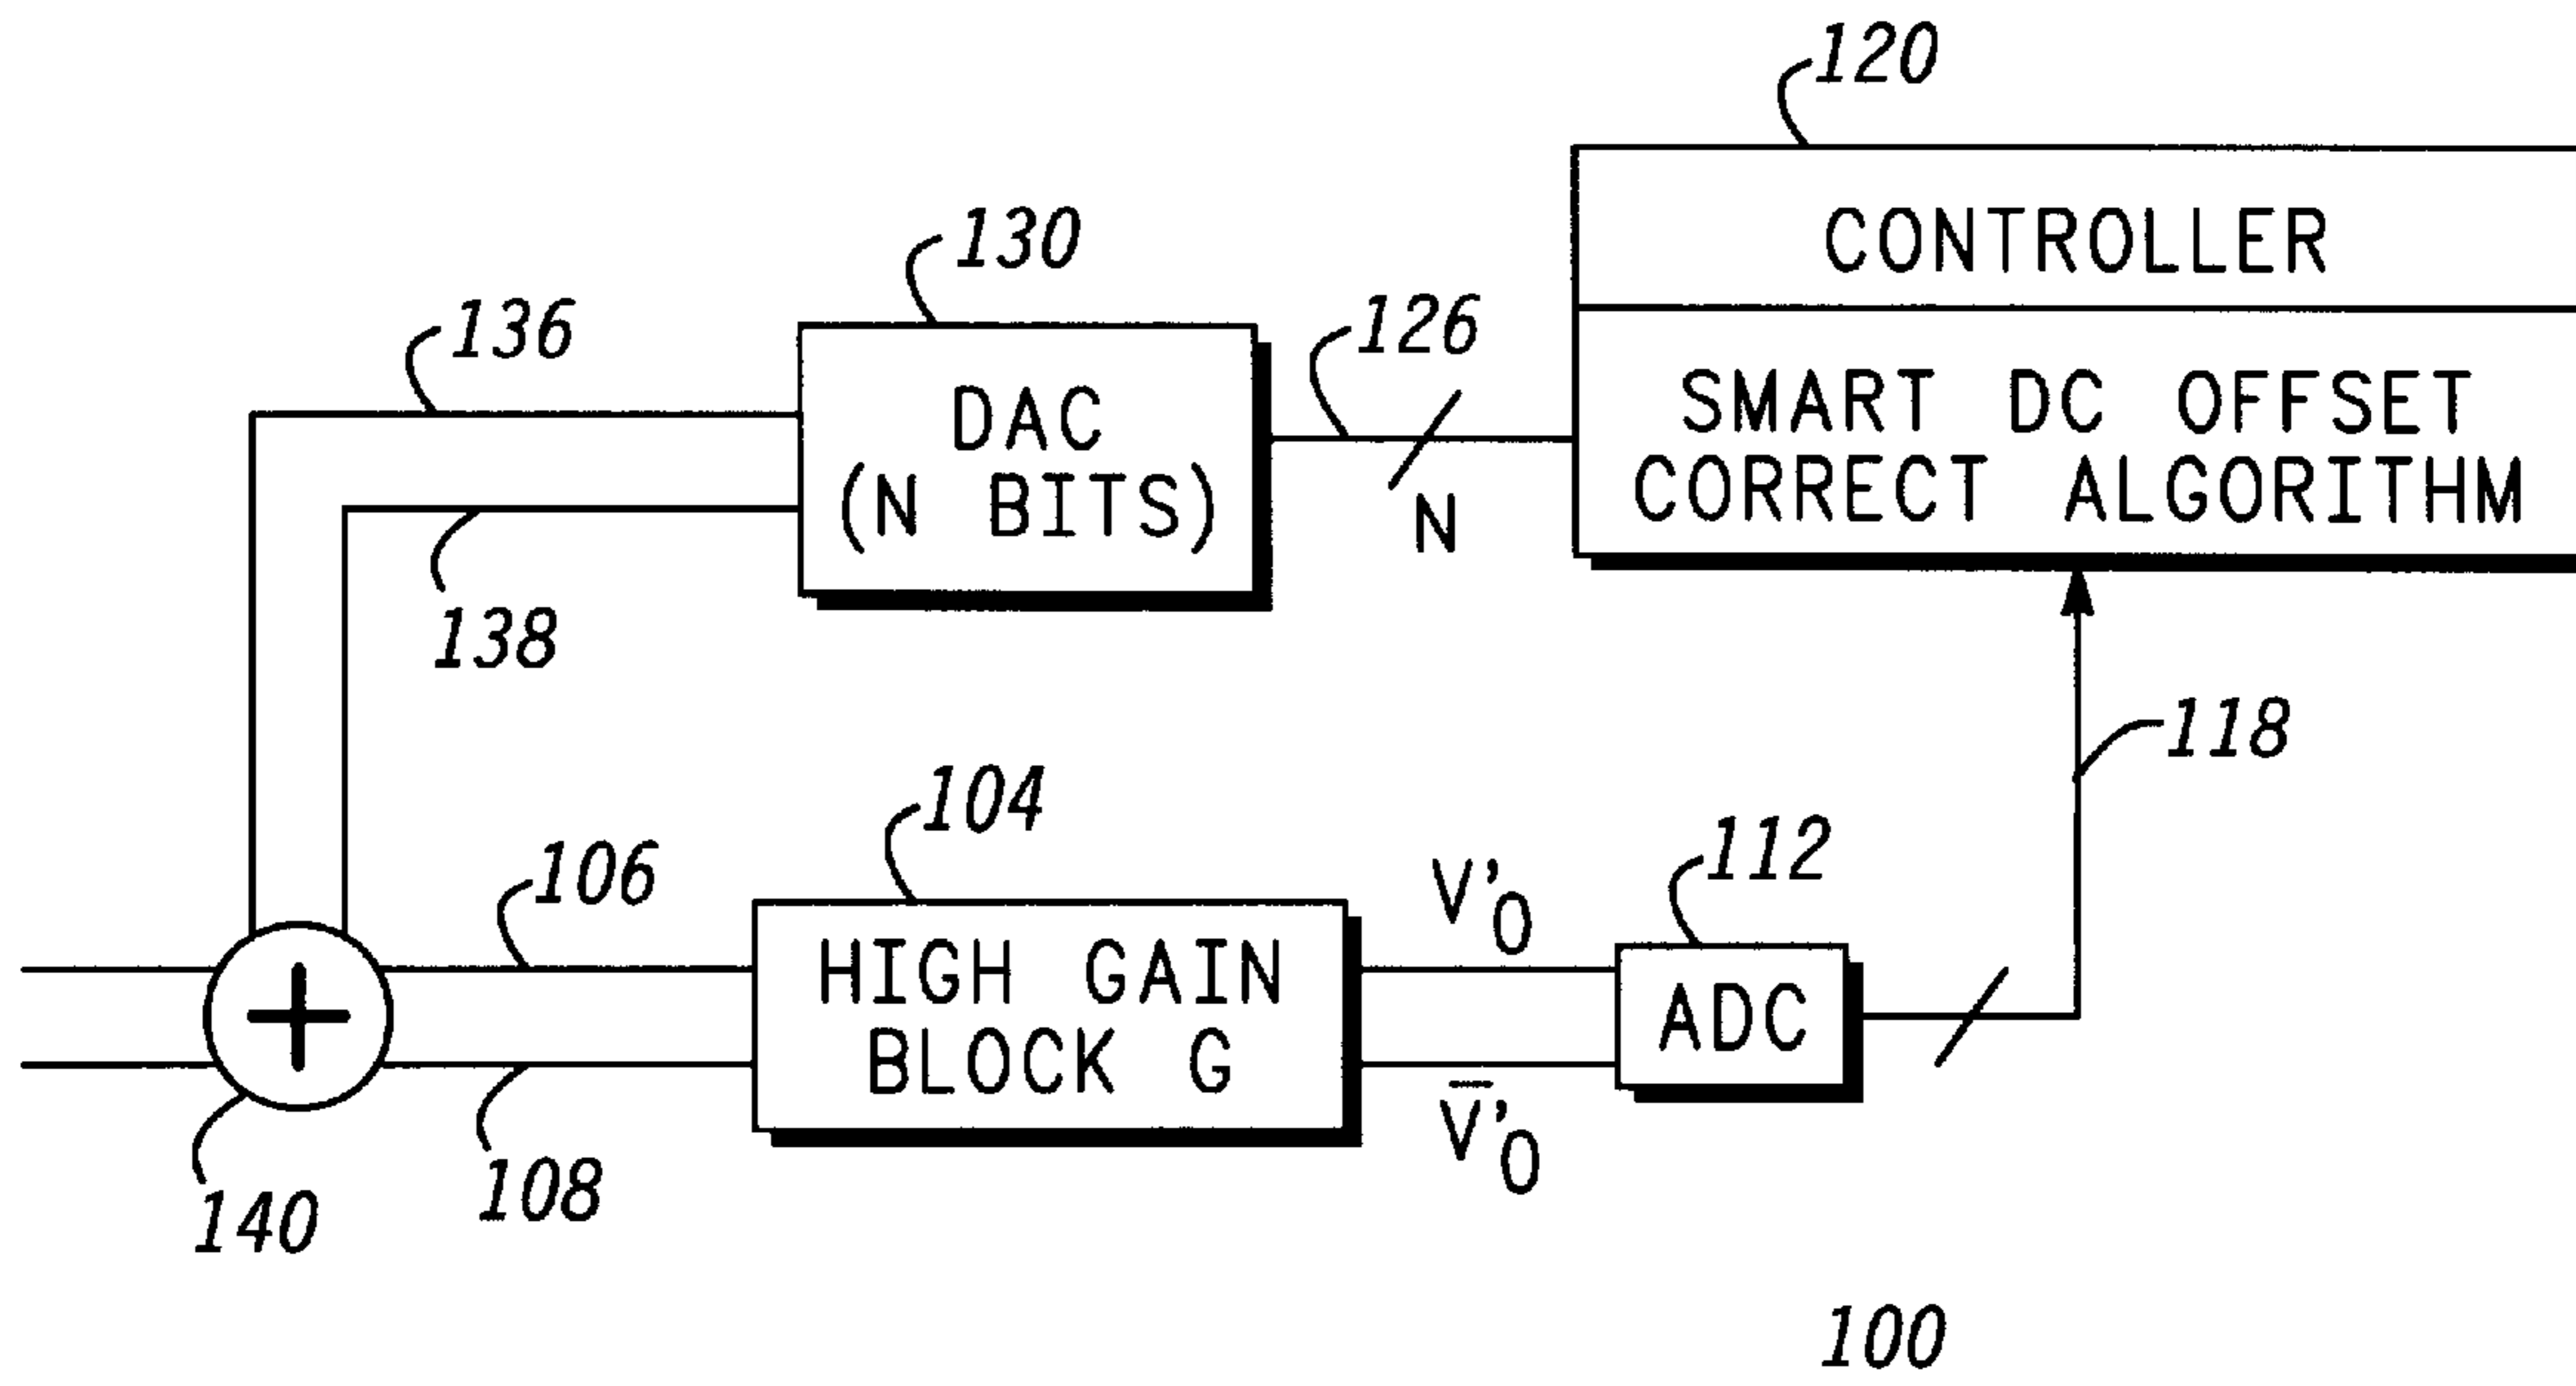 120
CONTROLLER
SMART DC OFFSET
CORRECT ALGORITHM
130
DAC
(N BITS)
126
N
136
138
118
104
HIGH GAIN
BLOCK G
106
108
140
V'0
V̅'0
112
ADC
100